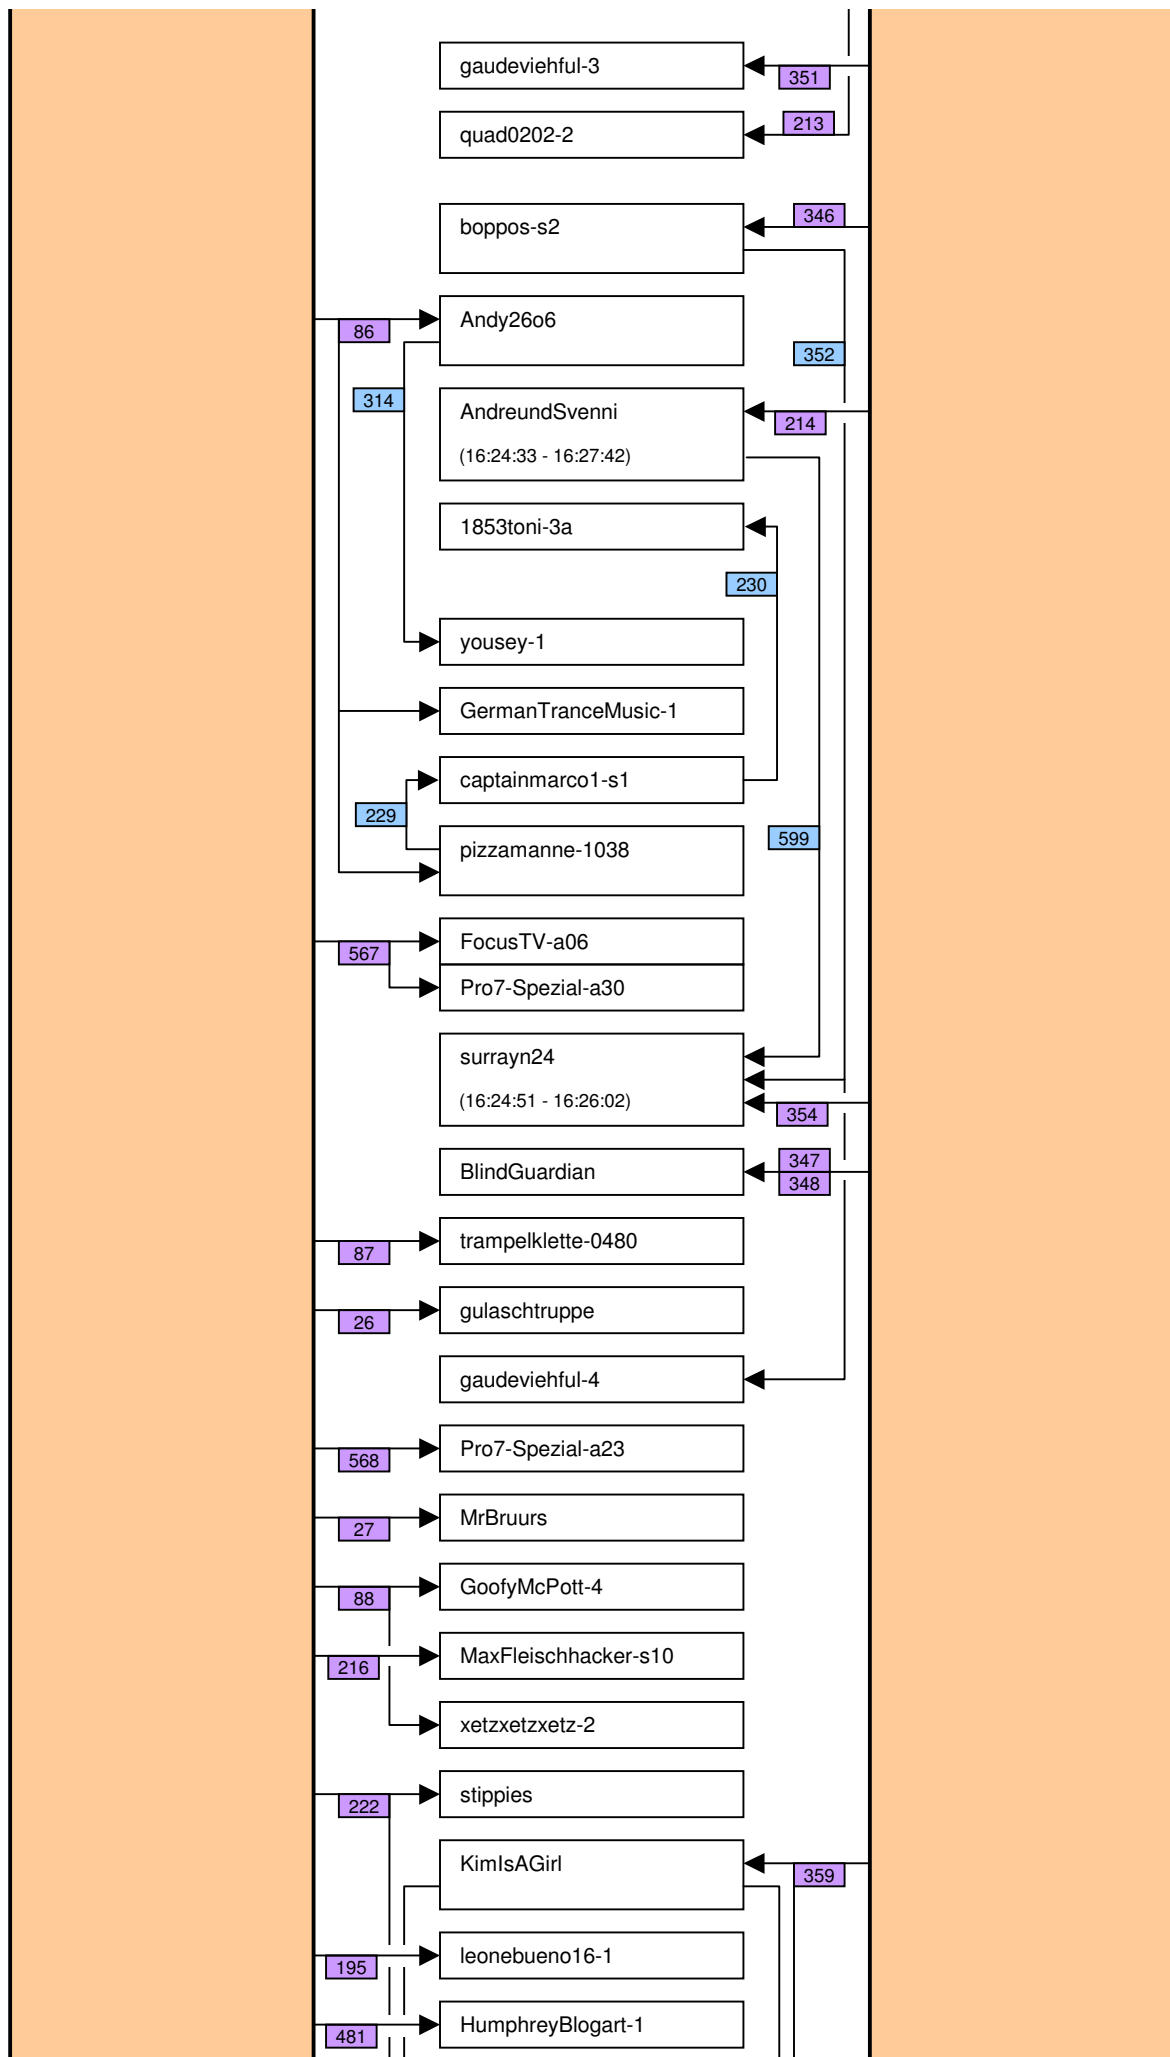 gaudeviehful-3
351
quad0202-2
213
boppos-s2
346
Andy26o6
86
352
314
AndreundSvenni
214
(16:24:33 - 16:27:42)
1853toni-3a
230
yousey-1
GermanTranceMusic-1
captainmarco1-s1
229
pizzamanne-1038
599
FocusTV-a06
567
Pro7-Spezial-a30
surrayn24
(16:24:51 - 16:26:02)
354
BlindGuardian
347
348
trampelklette-0480
87
gulaschtruppe
26
gaudeviehful-4
Pro7-Spezial-a23
568
MrBruurs
27
GoofyMcPott-4
88
MaxFleischhacker-s10
216
xetzxetzxetz-2
stippies
222
KimIsAGirl
359
leonebueno16-1
195
HumphreyBlogart-1
481